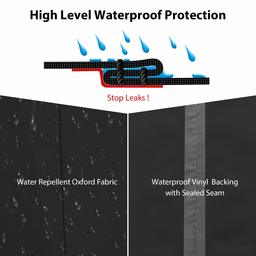 High Level Waterproof Protection
Stop Leaks !
Water Repellent Oxford Fabric
Waterproof Vinyl Backing
with Sealed Seam